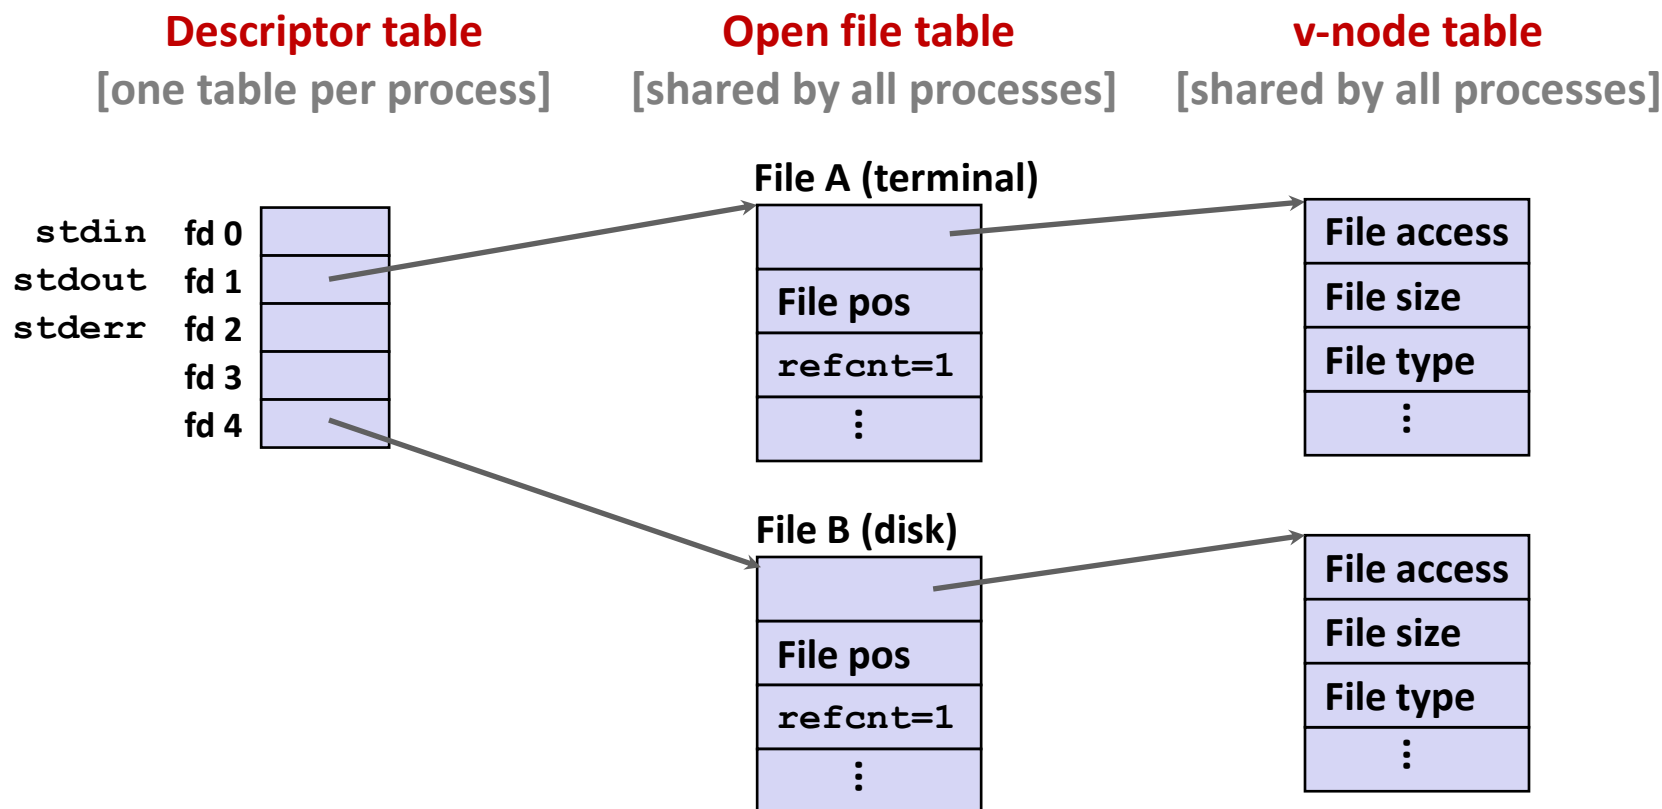 Descriptor table
[one table per process]
Open file table
[shared by all processes]
v-node table
[shared by all processes]
stdin fd 0
stdout fd 1
stderr fd 2
fd 3
fd 4
File A (terminal)
File pos
refcnt=1
⋮
File access
File size
File type
⋮
File B (disk)
File pos
refcnt=1
⋮
File access
File size
File type
⋮